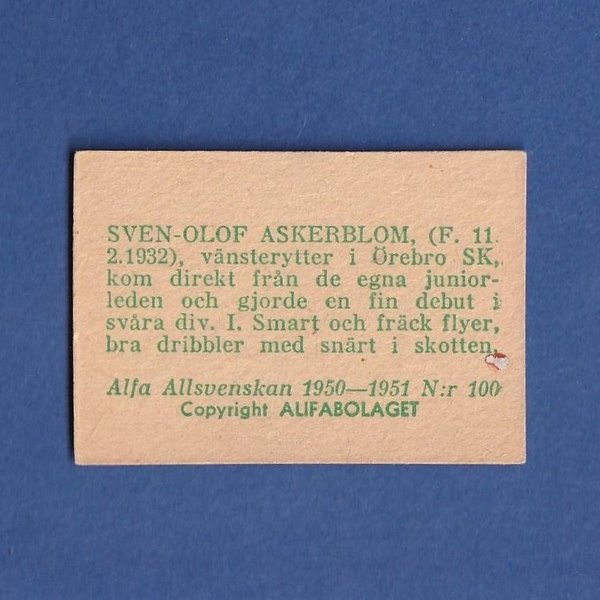 SVEN-OLOF ASKERBLOM, (F. 11.
2.1932), vänsterytter i Örebro SK,
kom direkt från de egna junior-
leden och gjorde en fin debut i
svåra div. I. Smart och fräck flyer,
bra dribbler med snärt i skotten.
Alfa Allsvenskan 1950—1951 N:r 100
Copyright ALIFABOLAGET